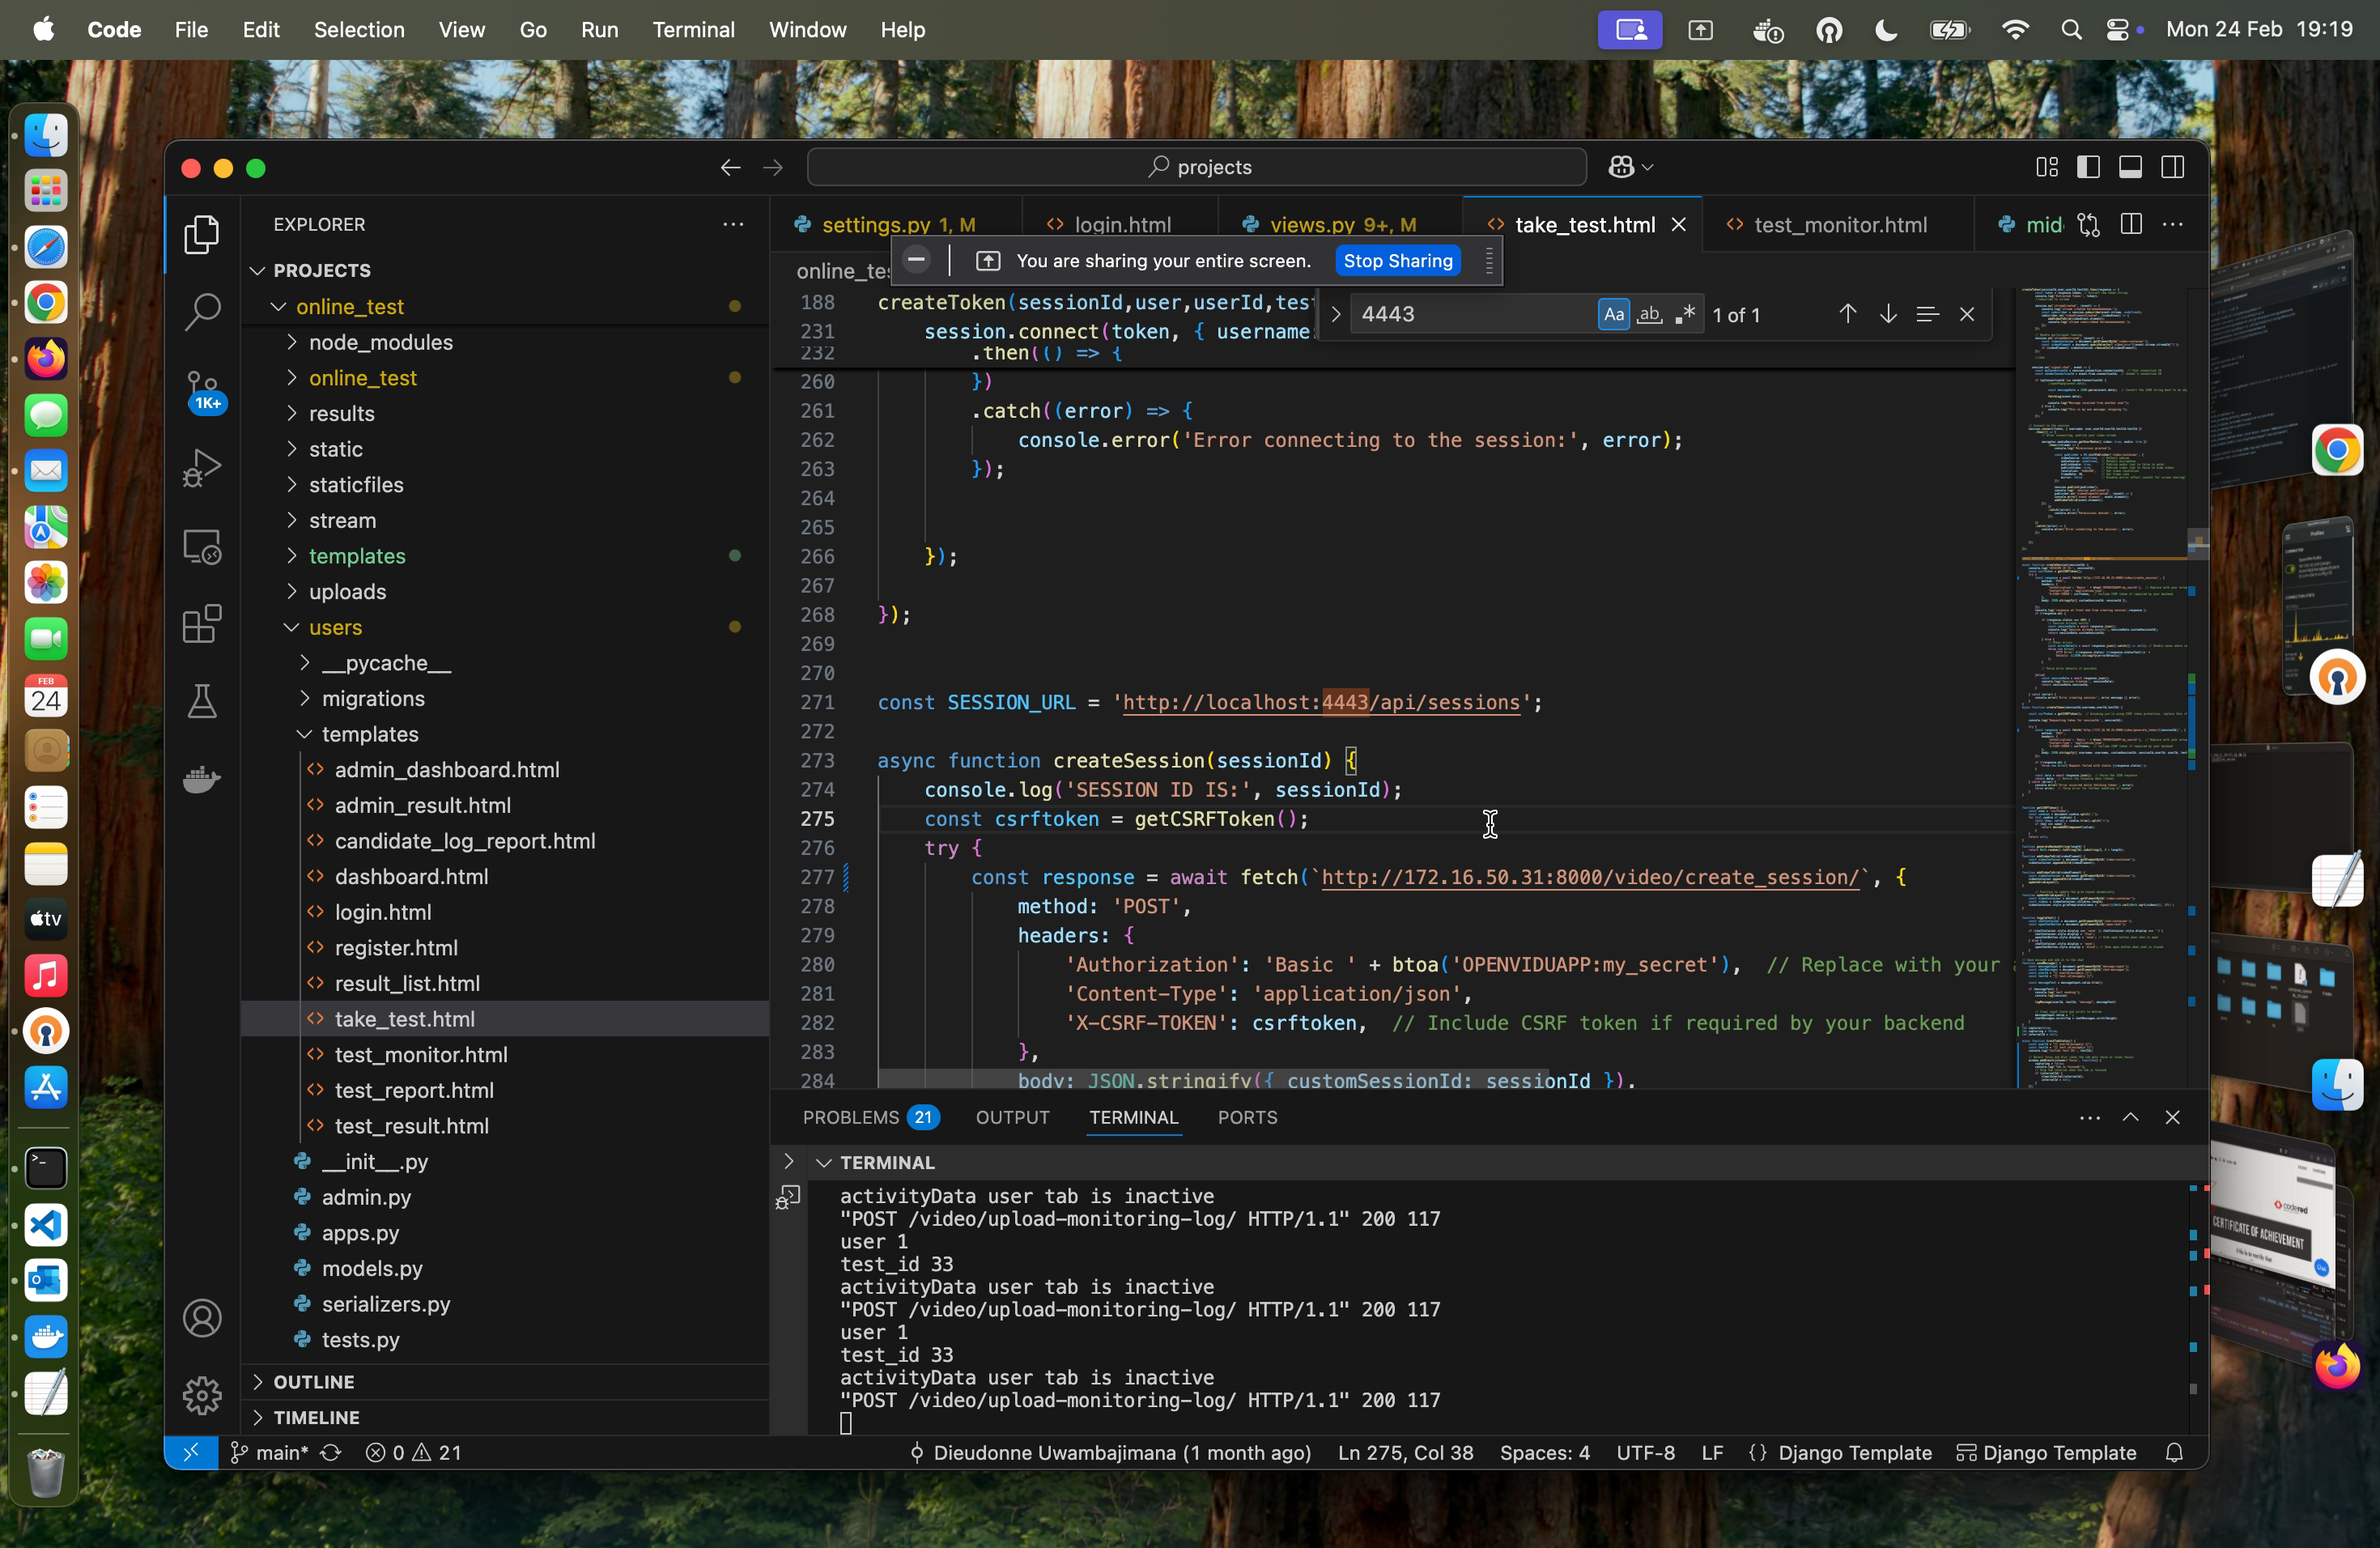 Code File Edit Selection View Go Run Terminal Window Help Mon 24 Feb 19:19
projects
EXPLORER
PROJECTS
online_test
node_modules
online_test
results
static
staticfiles
stream
templates
uploads
users
__pycache__
migrations
templates
admin_dashboard.html
admin_result.html
candidate_log_report.html
dashboard.html
login.html
register.html
result_list.html
take_test.html
test_monitor.html
test_report.html
test_result.html
__init__.py
admin.py
apps.py
models.py
serializers.py
tests.py
OUTLINE
TIMELINE
1K+
FEB
24
tv
settings.py 1, M login.html views.py 9+, M take_test.html test_monitor.html mid
You are sharing your entire screen. Stop Sharing
online_tes
4443 Aa ab 1 of 1
188 createToken(sessionId,user,userId,test
231 session.connect(token, { username:
232 .then(() => {
260 })
261 .catch((error) => {
262 console.error('Error connecting to the session:', error);
263 });
264
265
266 });
267
268 });
269
270
271 const SESSION_URL = 'http://localhost:4443/api/sessions';
272
273 async function createSession(sessionId) {
274 console.log('SESSION ID IS:', sessionId);
275 const csrftoken = getCSRFToken();
276 try {
277 const response = await fetch(`http://172.16.50.31:8000/video/create_session/`, {
278 method: 'POST',
279 headers: {
280 'Authorization': 'Basic ' + btoa('OPENVIDUAPP:my_secret'), // Replace with your
281 'Content-Type': 'application/json',
282 'X-CSRF-TOKEN': csrftoken, // Include CSRF token if required by your backend
283 },
284 body: JSON.stringify({ customSessionId: sessionId }),
PROBLEMS 21 OUTPUT TERMINAL PORTS
TERMINAL
activityData user tab is inactive
"POST /video/upload-monitoring-log/ HTTP/1.1" 200 117
user 1
test_id 33
activityData user tab is inactive
"POST /video/upload-monitoring-log/ HTTP/1.1" 200 117
user 1
test_id 33
activityData user tab is inactive
"POST /video/upload-monitoring-log/ HTTP/1.1" 200 117
main* 0 21 Dieudonne Uwambajimana (1 month ago) Ln 275, Col 38 Spaces: 4 UTF-8 LF {} Django Template Django Template
codered
CERTIFICATE OF ACHIEVEMENT